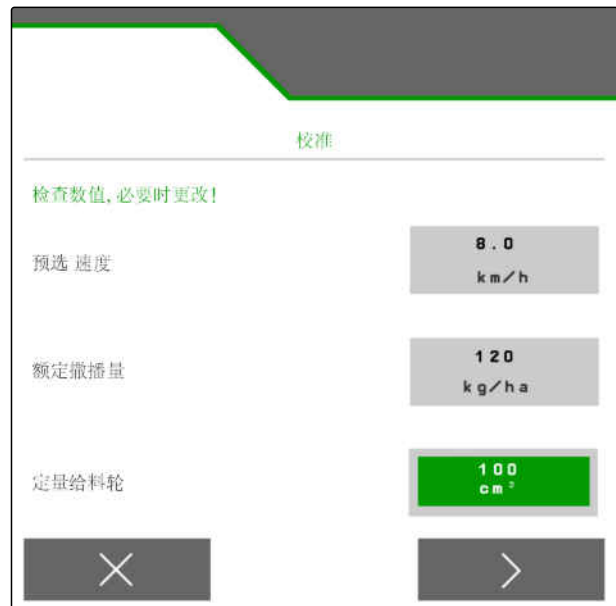 校准
检查数值, 必要时更改!
预选 速度
8.0
km/h
额定撒播量
120
kg/ha
定量给料轮
100
cm³